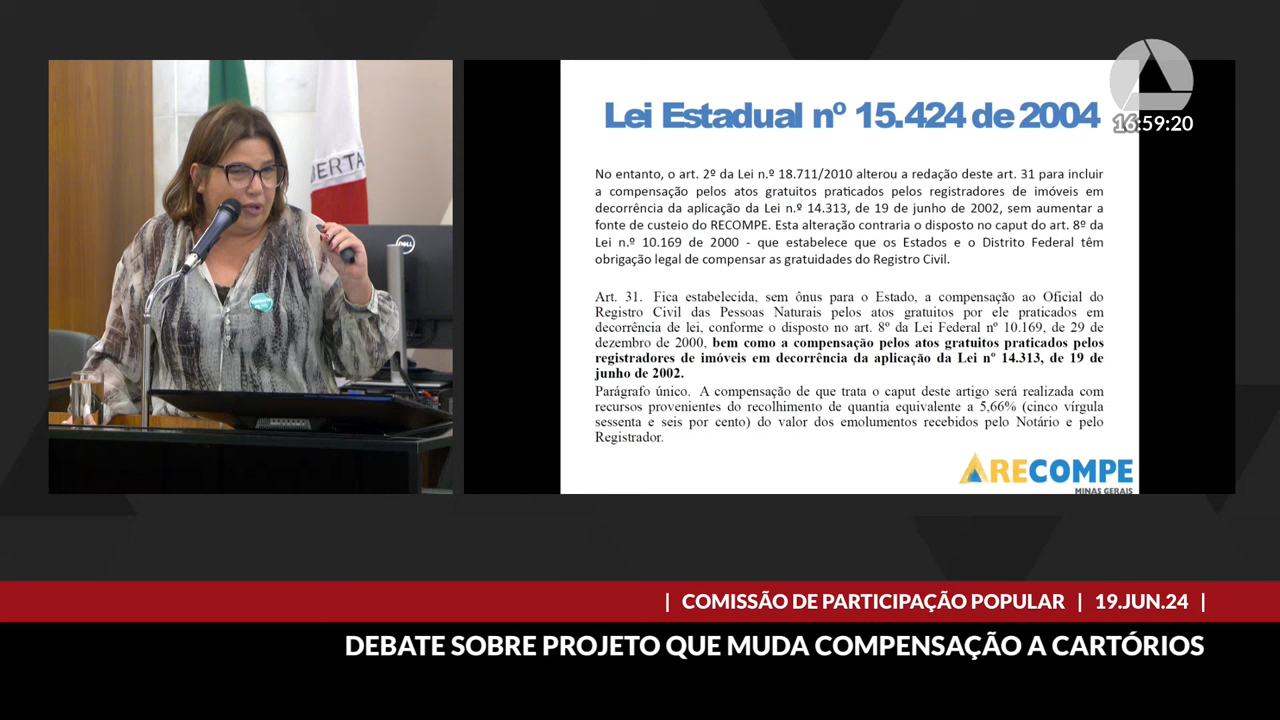 BERTA
DELL
Lei Estadual nº 15.424 de 2004
16:59:20
No entanto, o art. 2º da Lei n.º 18.711/2010 alterou a redação deste art. 31 para incluir
a compensação pelos atos gratuitos praticados pelos registradores de imóveis em
decorrência da aplicação da Lei n.º 14.313, de 19 de junho de 2002, sem aumentar a
fonte de custeio do RECOMPE. Esta alteração contraria o disposto no caput do art. 8º da
Lei n.º 10.169 de 2000 - que estabelece que os Estados e o Distrito Federal têm
obrigação legal de compensar as gratuidades do Registro Civil.
Art. 31. Fica estabelecida, sem ônus para o Estado, a compensação ao Oficial do
Registro Civil das Pessoas Naturais pelos atos gratuitos por ele praticados em
decorrência de lei, conforme o disposto no art. 8º da Lei Federal nº 10.169, de 29 de
dezembro de 2000, bem como a compensação pelos atos gratuitos praticados pelos
registradores de imóveis em decorrência da aplicação da Lei nº 14.313, de 19 de
junho de 2002.
Parágrafo único. A compensação de que trata o caput deste artigo será realizada com
recursos provenientes do recolhimento de quantia equivalente a 5,66% (cinco vírgula
sessenta e seis por cento) do valor dos emolumentos recebidos pelo Notário e pelo
Registrador.
RECOMPE
MINAS GERAIS
| COMISSÃO DE PARTICIPAÇÃO POPULAR | 19.JUN.24 |
DEBATE SOBRE PROJETO QUE MUDA COMPENSAÇÃO A CARTÓRIOS